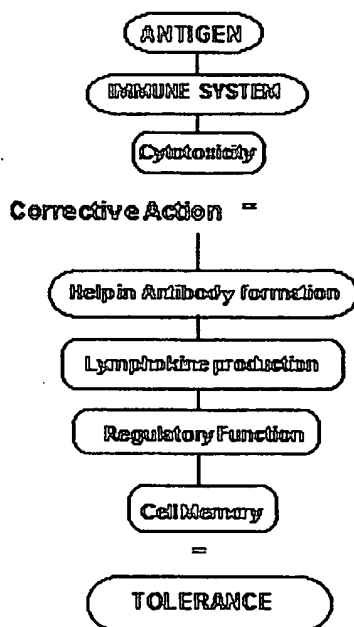 ANTIGEN
IMMUNE SYSTEM
Cytotoxicity
Corrective Action =
Help in Antibody formation
Lymphokine production
Regulatory Function
Cell Memory
=
TOLERANCE